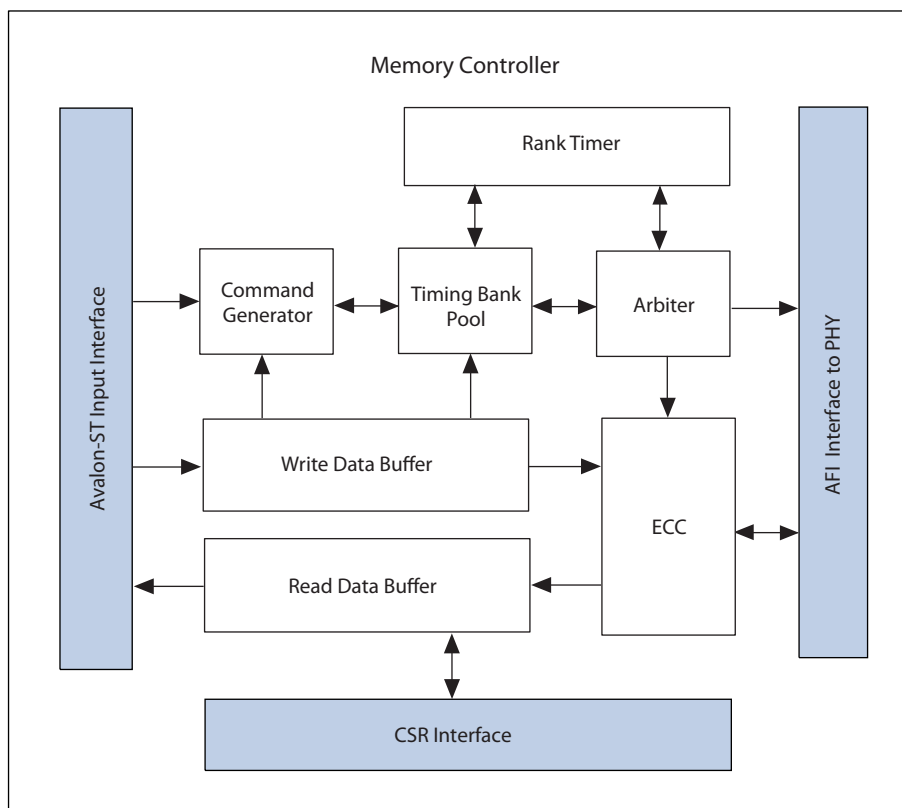 Memory Controller
Rank Timer
Avalon-ST Input Interface
Command
Generator
Timing Bank
Pool
Arbiter
AFI Interface to PHY
Write Data Buffer
ECC
Read Data Buffer
CSR Interface